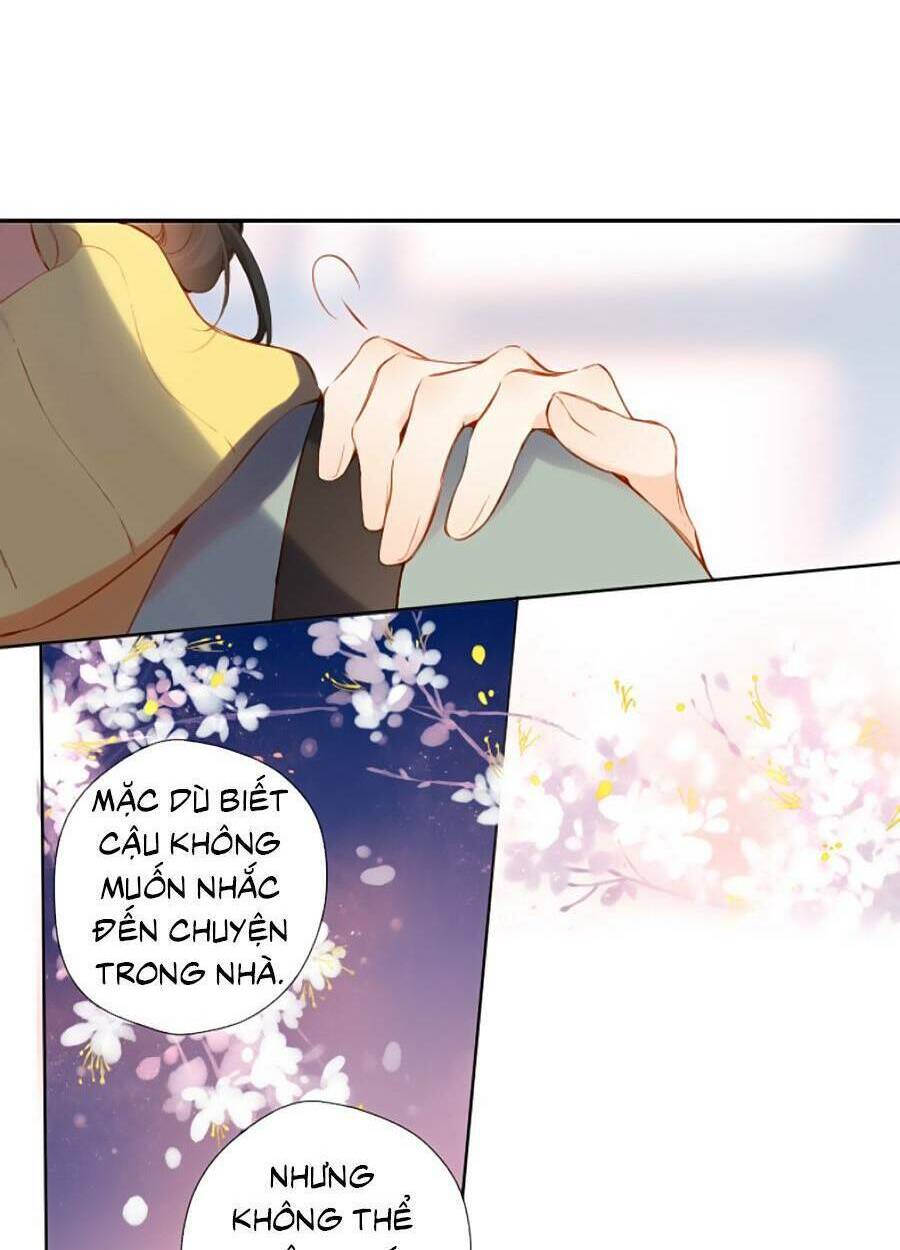 MẶC DÙ BIẾT
CẬU KHÔNG
MUỐN NHẮC
ĐẾN CHUYỆN
TRONG NHÀ.
NHƯNG
KHÔNG THỂ